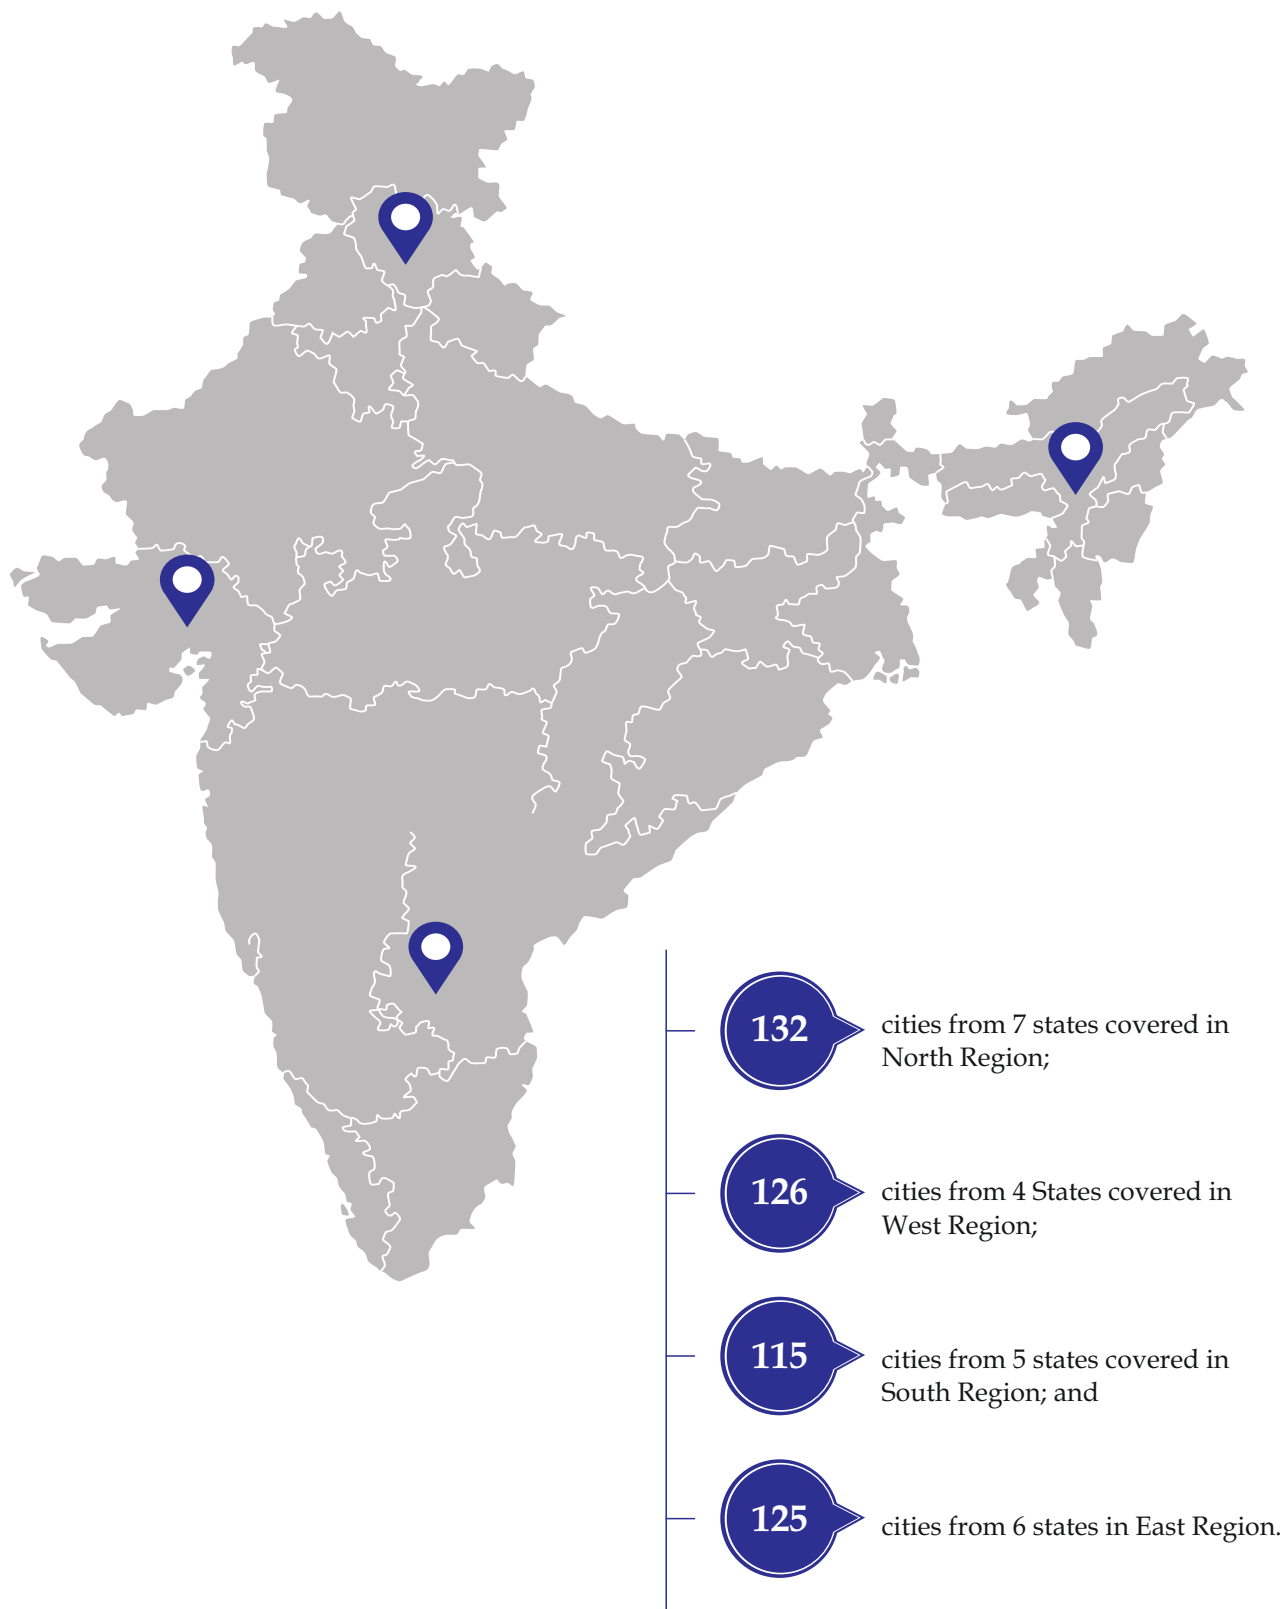 132
cities from 7 states covered in
North Region;
126
cities from 4 States covered in
West Region;
115
cities from 5 states covered in
South Region; and
125
cities from 6 states in East Region.